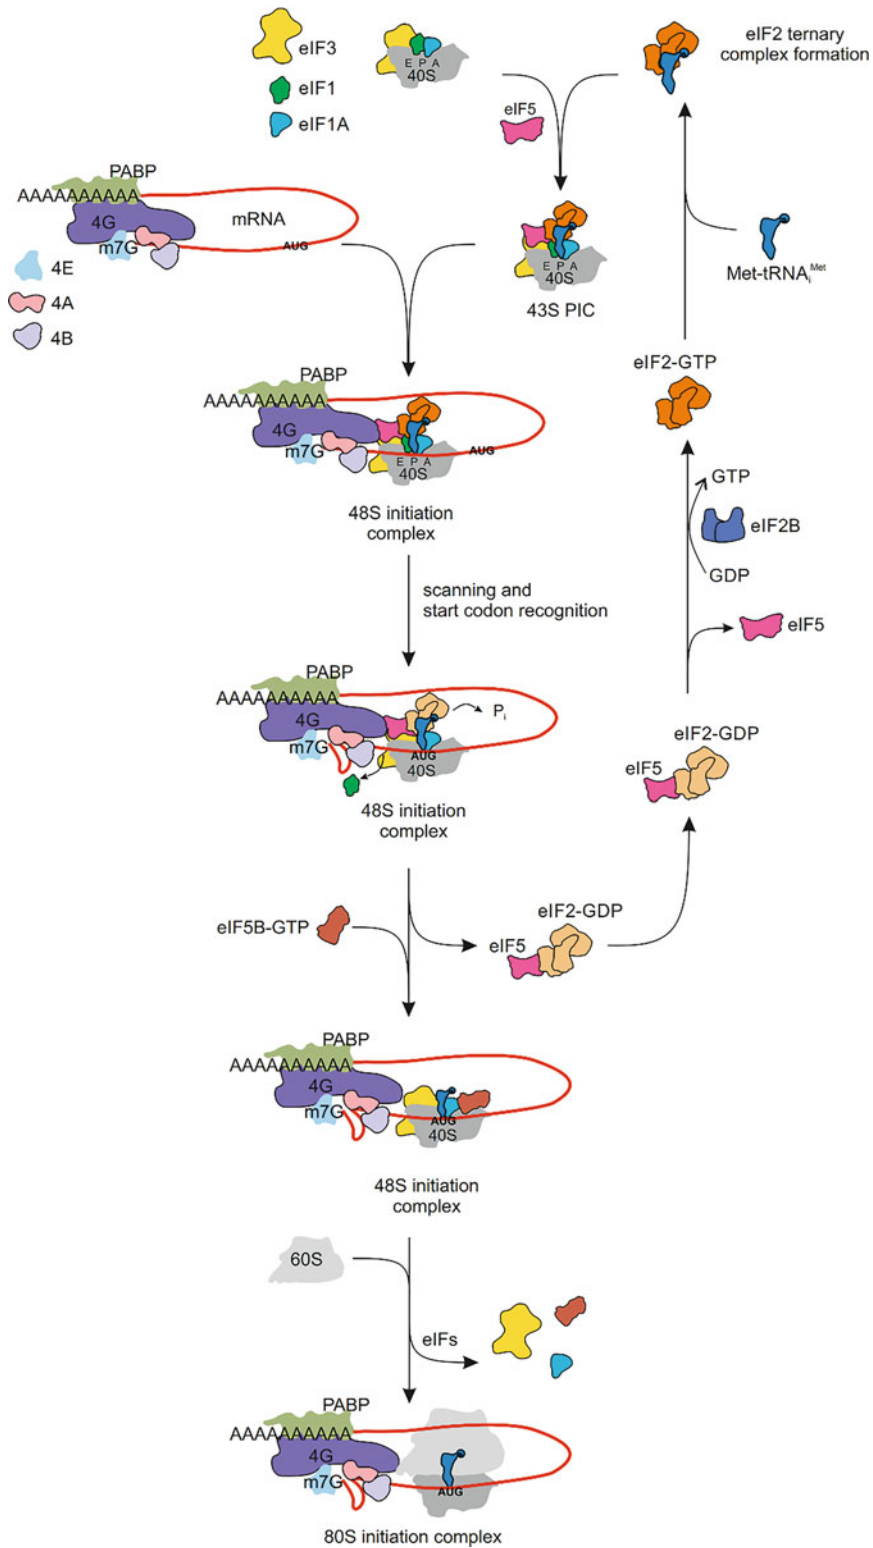 eIF3
eIF1
eIF1A
E P A
40S
eIF2 ternary
complex formation
eIF5
PABP
AAAAAAAAAA
4G
mRNA
m7G
AUG
4E
4A
4B
E P A
40S
43S PIC
Met-tRNAiMet
eIF2-GTP
PABP
AAAAAAAAAA
4G
m7G
E P A
40S
AUG
48S initiation
complex
GTP
eIF2B
GDP
eIF5
scanning and
start codon recognition
PABP
AAAAAAAAAA
4G
Pi
m7G
AUG
40S
48S initiation
complex
eIF2-GDP
eIF5
eIF5B-GTP
eIF2-GDP
eIF5
PABP
AAAAAAAAAA
4G
m7G
AUG
40S
48S initiation
complex
60S
eIFs
PABP
AAAAAAAAAA
4G
m7G
AUG
80S initiation complex